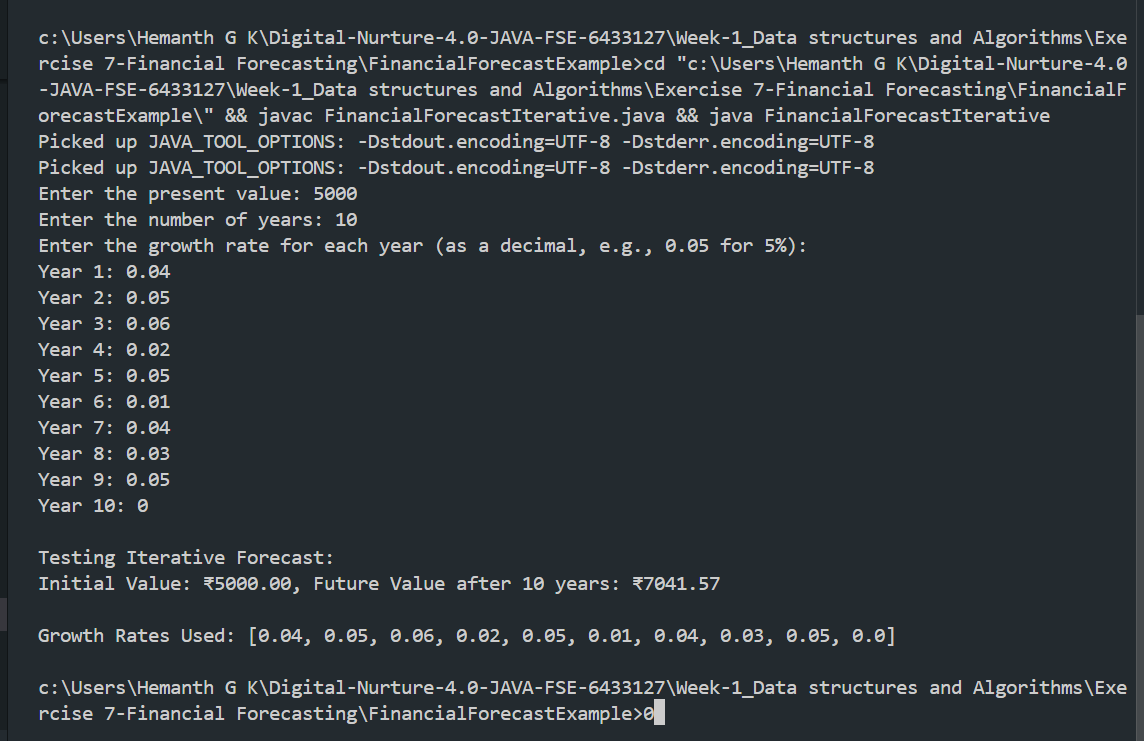 c:\Users\Hemanth G K\Digital-Nurture-4.0-JAVA-FSE-6433127\Week-1_Data structures and Algorithms\Exe
rcise 7-Financial Forecasting\FinancialForecastExample>cd "c:\Users\Hemanth G K\Digital-Nurture-4.0
-JAVA-FSE-6433127\Week-1_Data structures and Algorithms\Exercise 7-Financial Forecasting\FinancialF
orecastExample\" && javac FinancialForecastIterative.java && java FinancialForecastIterative
Picked up JAVA_TOOL_OPTIONS: -Dstdout.encoding=UTF-8 -Dstderr.encoding=UTF-8
Picked up JAVA_TOOL_OPTIONS: -Dstdout.encoding=UTF-8 -Dstderr.encoding=UTF-8
Enter the present value: 5000
Enter the number of years: 10
Enter the growth rate for each year (as a decimal, e.g., 0.05 for 5%):
Year 1: 0.04
Year 2: 0.05
Year 3: 0.06
Year 4: 0.02
Year 5: 0.05
Year 6: 0.01
Year 7: 0.04
Year 8: 0.03
Year 9: 0.05
Year 10: 0
Testing Iterative Forecast:
Initial Value: ₹5000.00, Future Value after 10 years: ₹7041.57
Growth Rates Used: [0.04, 0.05, 0.06, 0.02, 0.05, 0.01, 0.04, 0.03, 0.05, 0.0]
c:\Users\Hemanth G K\Digital-Nurture-4.0-JAVA-FSE-6433127\Week-1_Data structures and Algorithms\Exe
rcise 7-Financial Forecasting\FinancialForecastExample>0